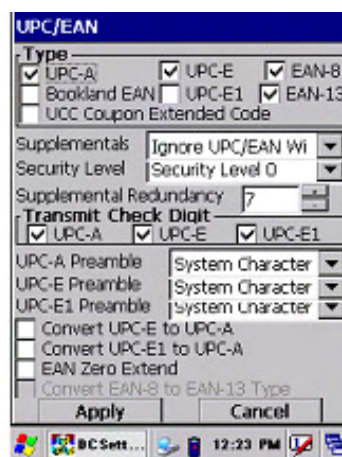 UPC/EAN
Type
UPC-A UPC-E EAN-8
Bookland EAN UPC-E1 EAN-13
UCC Coupon Extended Code
Supplementals Ignore UPC/EAN Wi
Security Level Security Level 0
Supplemental Redundancy 7
Transmit Check Digit
UPC-A UPC-E UPC-E1
UPC-A Preamble System Character
UPC-E Preamble System Character
UPC-E1 Preamble System Character
Convert UPC-E to UPC-A
Convert UPC-E1 to UPC-A
EAN Zero Extend
Convert EAN-8 to EAN-13 Type
Apply Cancel
DCSett... 12:23 PM